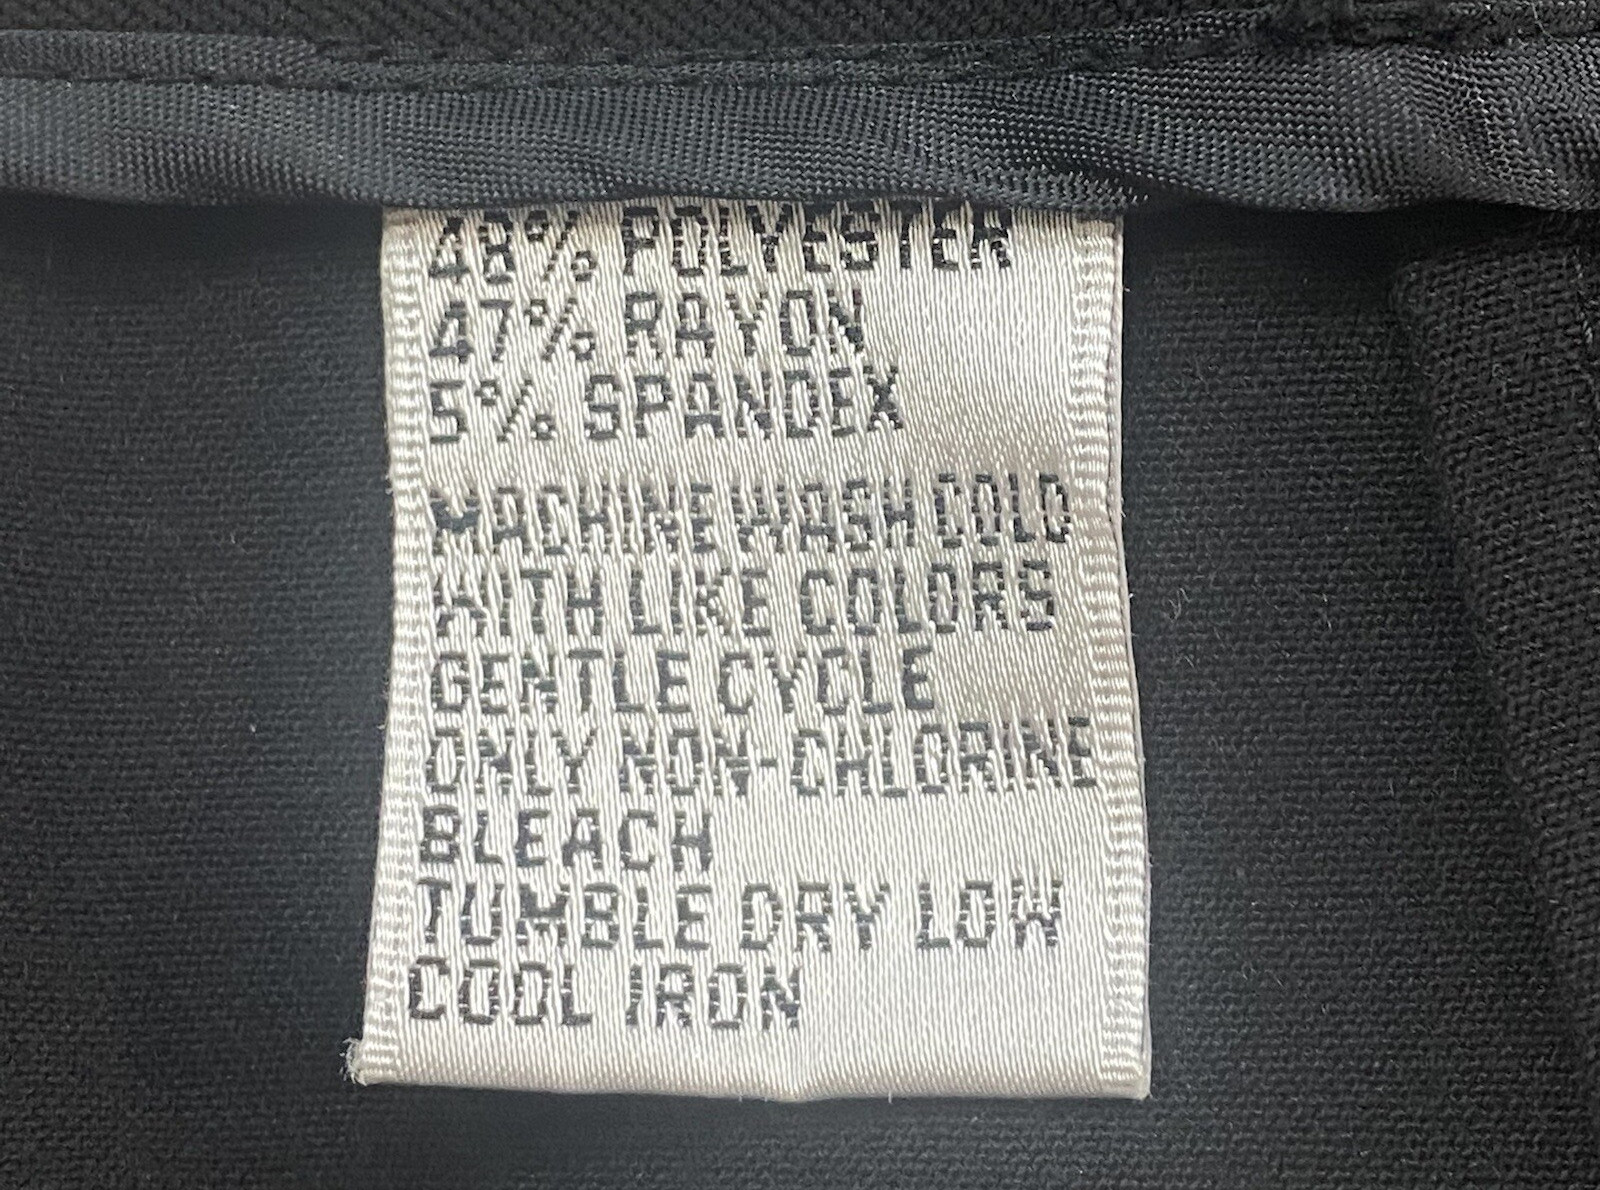 48% POLYESTER
47% RAYON
5% SPANDEX
MACHINE WASH COLD
WITH LIKE COLORS
GENTLE CYCLE
ONLY NON-CHLORINE
BLEACH
TUMBLE DRY LOW
COOL IRON